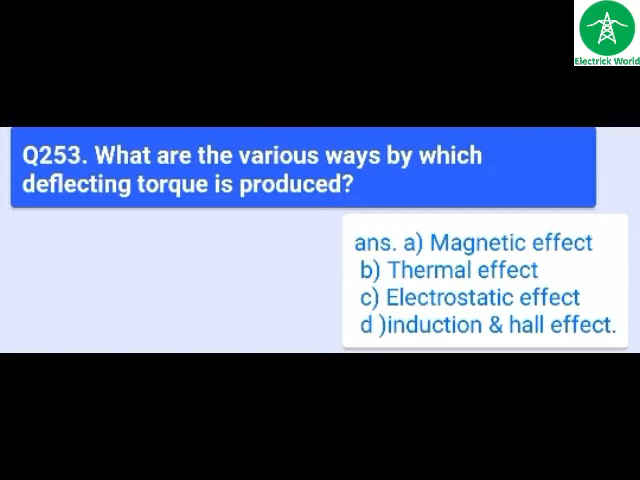 Electrick World
Q253. What are the various ways by which
deflecting torque is produced?
ans. a) Magnetic effect
b) Thermal effect
c) Electrostatic effect
d )induction & hall effect.